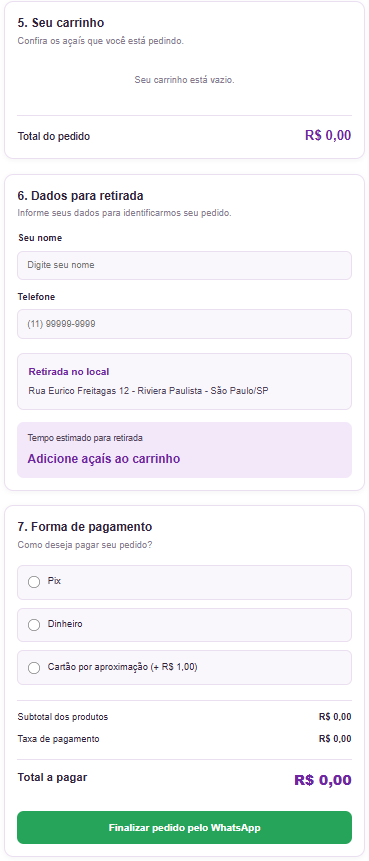 5. Seu carrinho
Confira os açaís que você está pedindo.
Seu carrinho está vazio.
Total do pedido R$ 0,00
6. Dados para retirada
Informe seus dados para identificarmos seu pedido.
Seu nome
Digite seu nome
Telefone
(11) 99999-9999
Retirada no local
Rua Eurico Freitagas 12 - Riviera Paulista - São Paulo/SP
Tempo estimado para retirada
Adicione açaís ao carrinho
7. Forma de pagamento
Como deseja pagar seu pedido?
Pix
Dinheiro
Cartão por aproximação (+ R$ 1,00)
Subtotal dos produtos R$ 0,00
Taxa de pagamento R$ 0,00
Total a pagar R$ 0,00
Finalizar pedido pelo WhatsApp